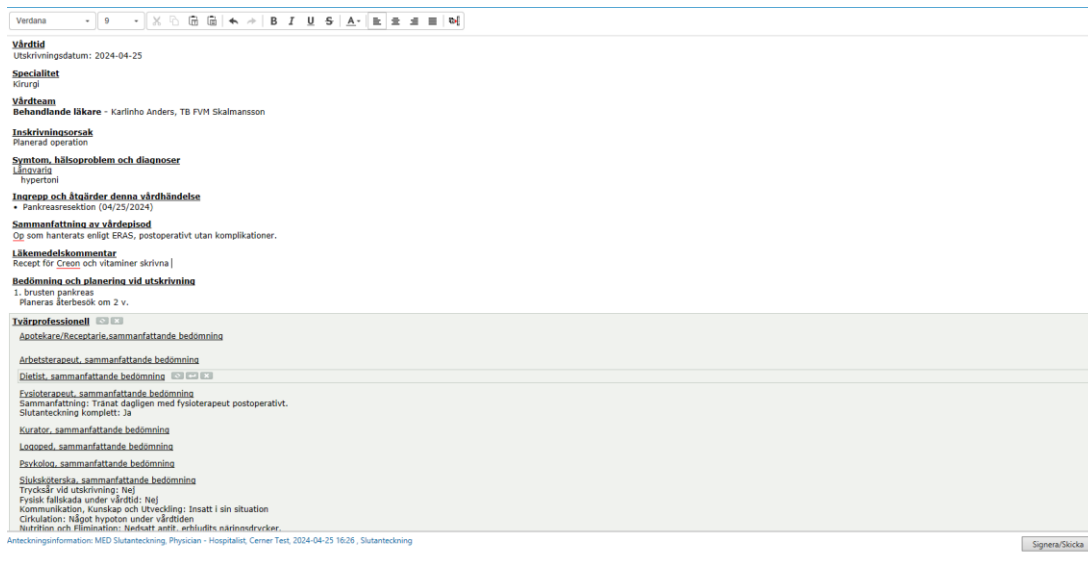 Verdana 9 B I U S A
Vårdtid
Utskrivningsdatum: 2024-04-25
Specialitet
Kirurgi
Vårdteam
Behandlande läkare - Karlinho Anders, TB FVM Skalmansson
Inskrivningsorsak
Planerad operation
Symtom, hälsoproblem och diagnoser
Långvarig
hypertoni
Ingrepp och åtgärder denna vårdhändelse
• Pankreasresektion (04/25/2024)
Sammanfattning av vårdepisod
Op som hanterats enligt ERAS, postoperativt utan komplikationer.
Läkemedelskommentar
Recept för Creon och vitaminer skrivna
Bedömning och planering vid utskrivning
1. brusten pankreas
Planeras återbesök om 2 v.
Tvärprofessionell
Apotekare/Receptarie,sammanfattande bedömning
Arbetsterapeut, sammanfattande bedömning
Dietist, sammanfattande bedömning
Fysioterapeut, sammanfattande bedömning
Sammanfattning: Tränat dagligen med fysioterapeut postoperativt.
Slutanteckning komplett: Ja
Kurator, sammanfattande bedömning
Logoped, sammanfattande bedömning
Psykolog, sammanfattande bedömning
Sjuksköterska, sammanfattande bedömning
Trycksår vid utskrivning: Nej
Fysisk fallskada under vårdtid: Nej
Kommunikation, Kunskap och Utveckling: Insatt i sin situation
Cirkulation: Något hypoton under vårdtiden
Nutrition och Elimination: Nedsatt aptit, erbjudits näringsdrycker.
Anteckningsinformation: MED Slutanteckning, Physician - Hospitalist, Cerner Test, 2024-04-25 16:26 , Slutanteckning
Signera/Skicka